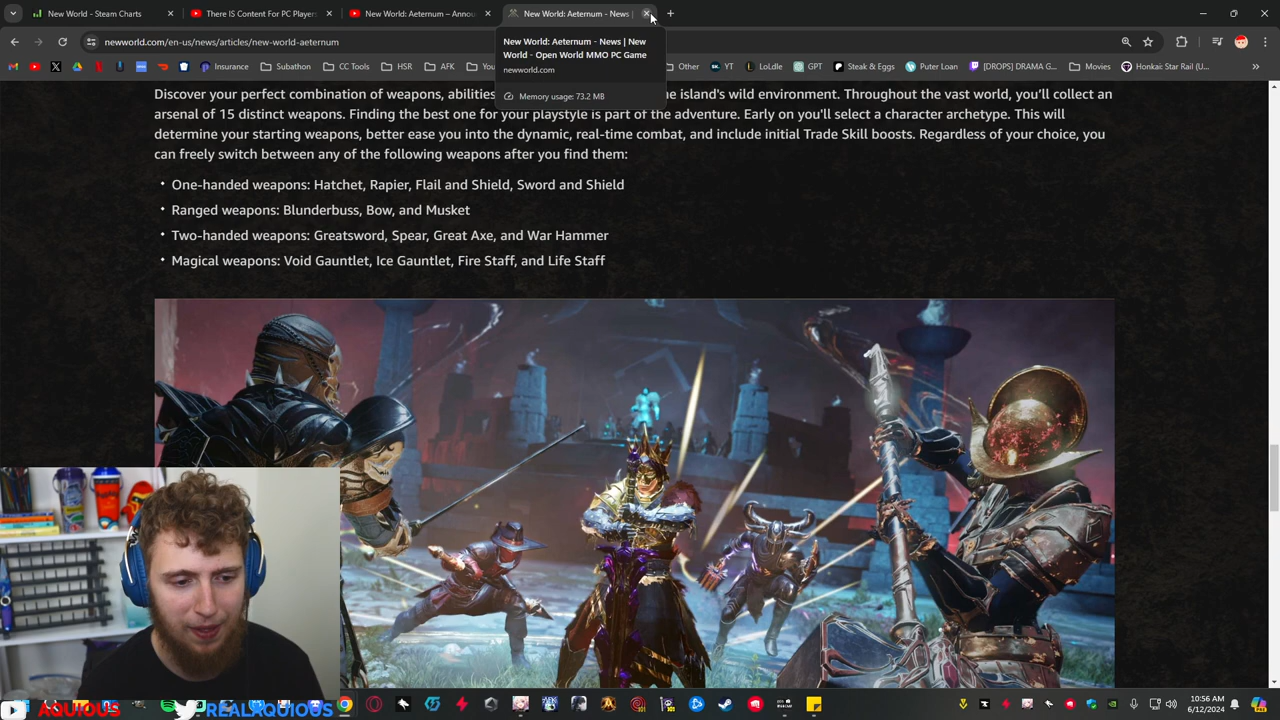 New World - Steam Charts
There IS Content For PC Player
New World: Aeternum – Annou
New World: Aeternum - News |
newworld.com/en-us/news/articles/new-world-aeternum
New World: Aeternum - News | New
World - Open World MMO PC Game
newworld.com
Memory usage: 73.2 MB
Insurance
Subathon
CC Tools
HSR
AFK
You
Other
YT
LolDle
GPT
Steak & Eggs
Puter Loot
[DROPS] DRAMA G...
Movies
Honkai: Star Rail (U...
Discover your perfect combination of weapons, abilities
e island's wild environment. Throughout the vast world, you'll collect an
arsenal of 15 distinct weapons. Finding the best one for your playstyle is part of the adventure. Early on you'll select a character archetype. This will
determine your starting weapons, better ease you into the dynamic, real-time combat, and include initial Trade Skill boosts. Regardless of your choice, you
can freely switch between any of the following weapons after you find them:
• One-handed weapons: Hatchet, Rapier, Flail and Shield, Sword and Shield
• Ranged weapons: Blunderbuss, Bow, and Musket
• Two-handed weapons: Greatsword, Spear, Great Axe, and War Hammer
• Magical weapons: Void Gauntlet, Ice Gauntlet, Fire Staff, and Life Staff
AQUIOUS
REALAQUIOUS
10:56 AM
6/12/2024